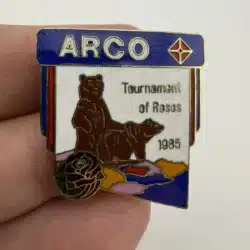 ARCO
Tournament
of Roses
1985